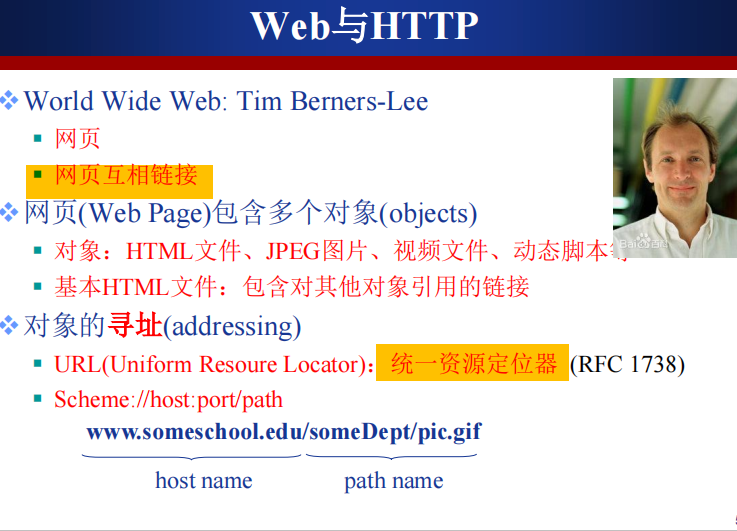 Web与HTTP
World Wide Web: Tim Berners-Lee
网页
网页互相链接
网页(Web Page)包含多个对象(objects)
对象：HTML文件、JPEG图片、视频文件、动态脚本等
基本HTML文件：包含对其他对象引用的链接
对象的寻址(addressing)
URL(Uniform Resoure Locator)：统一资源定位器 (RFC 1738)
Scheme://host:port/path
www.someschool.edu/someDept/pic.gif
host name path name